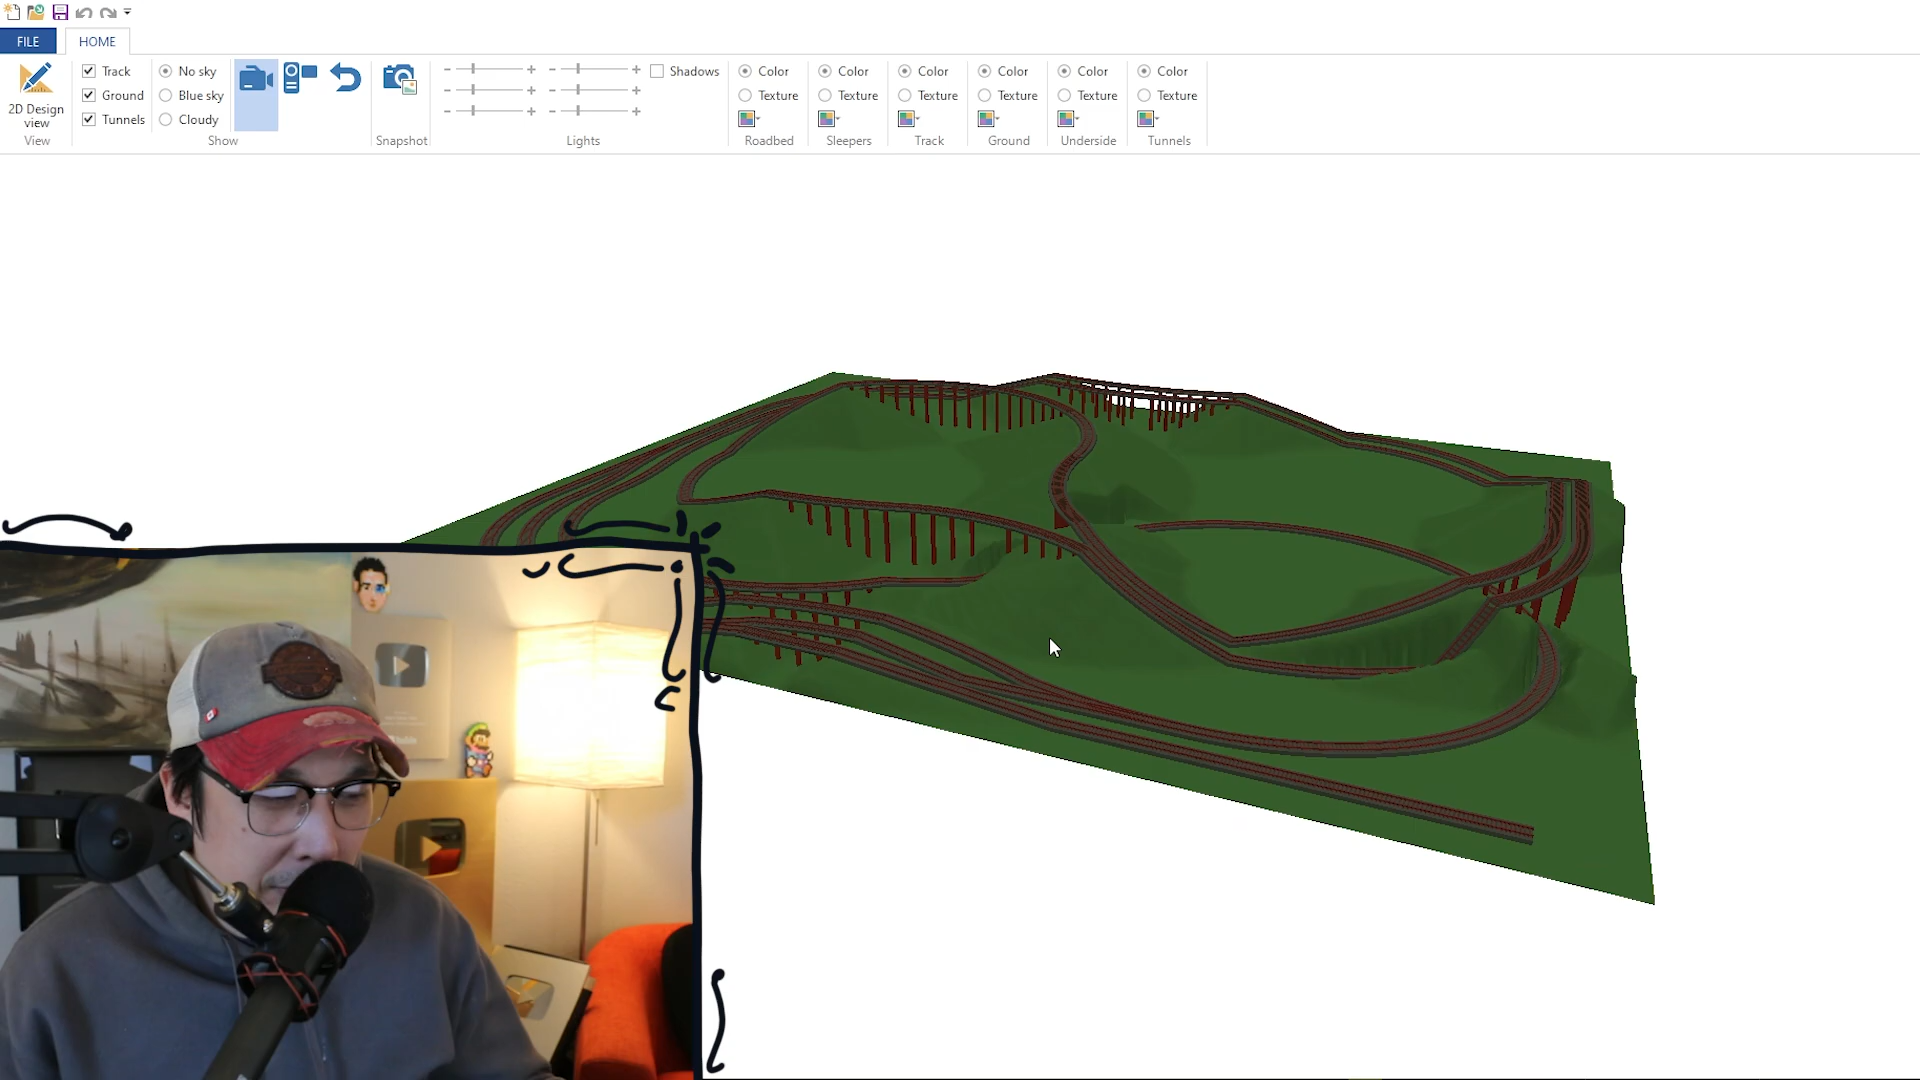 FILE
HOME
2D Design
view
View
Track
Ground
Tunnels
No sky
Blue sky
Cloudy
Show
Snapshot
Lights
Shadows
Color
Texture
Roadbed
Color
Texture
Sleepers
Color
Texture
Track
Color
Texture
Ground
Color
Texture
Underside
Color
Texture
Tunnels